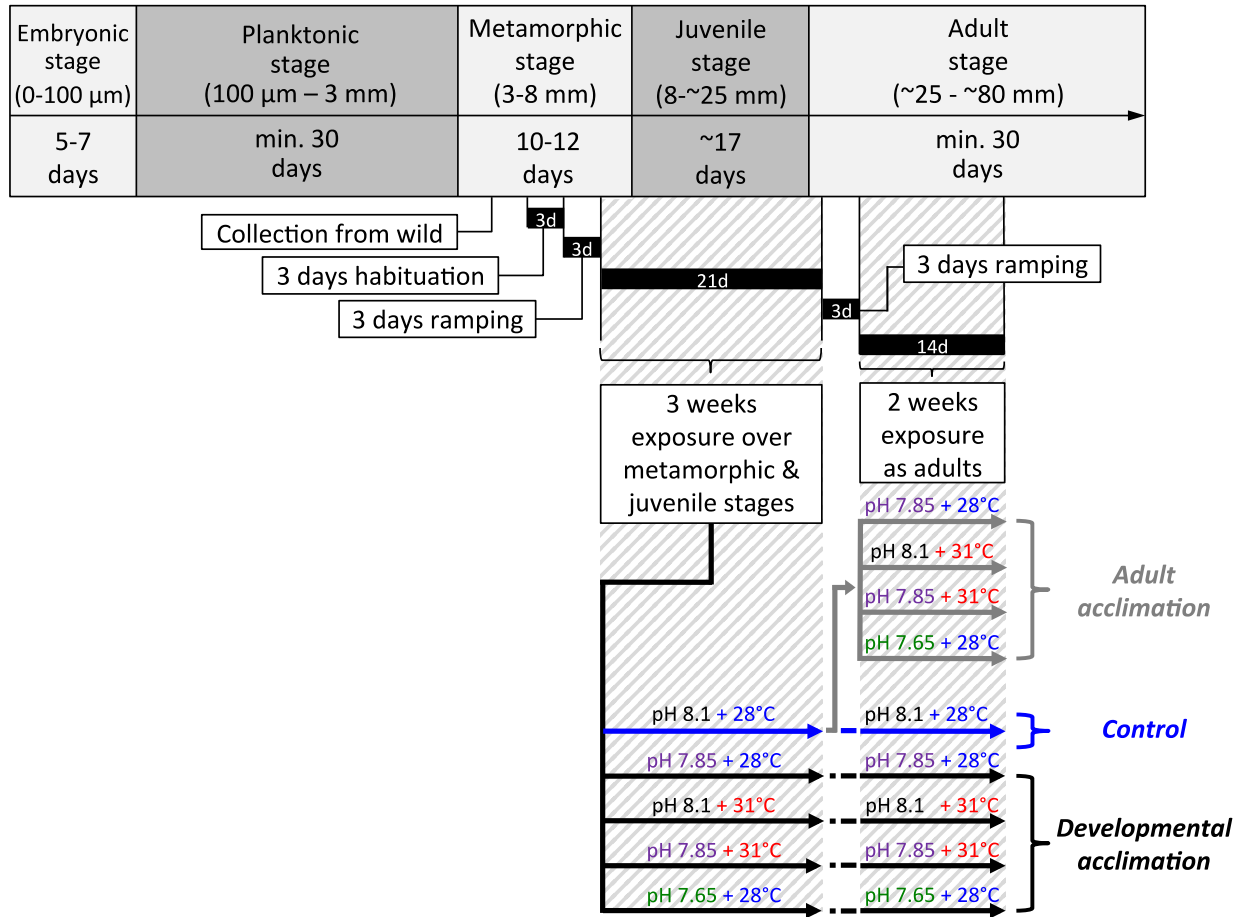 Embryonic
stage
(0-100 µm)
Planktonic
stage
(100 µm – 3 mm)
Metamorphic
stage
(3-8 mm)
Juvenile
stage
(8-~25 mm)
Adult
stage
(~25 - ~80 mm)
5-7
days
min. 30
days
10-12
days
~17
days
min. 30
days
Collection from wild
3d
3 days habituation
3d
3 days ramping
21d
3 days ramping
3d
14d
3 weeks
exposure over
metamorphic &
juvenile stages
2 weeks
exposure
as adults
pH 7.85 + 28°C
pH 8.1 + 31°C
pH 7.85 + 31°C
pH 7.65 + 28°C
Adult
acclimation
pH 8.1 + 28°C
pH 8.1 + 28°C
Control
pH 7.85 + 28°C
pH 7.85 + 28°C
pH 8.1 + 31°C
pH 8.1 + 31°C
pH 7.85 + 31°C
pH 7.85 + 31°C
pH 7.65 + 28°C
pH 7.65 + 28°C
Developmental
acclimation